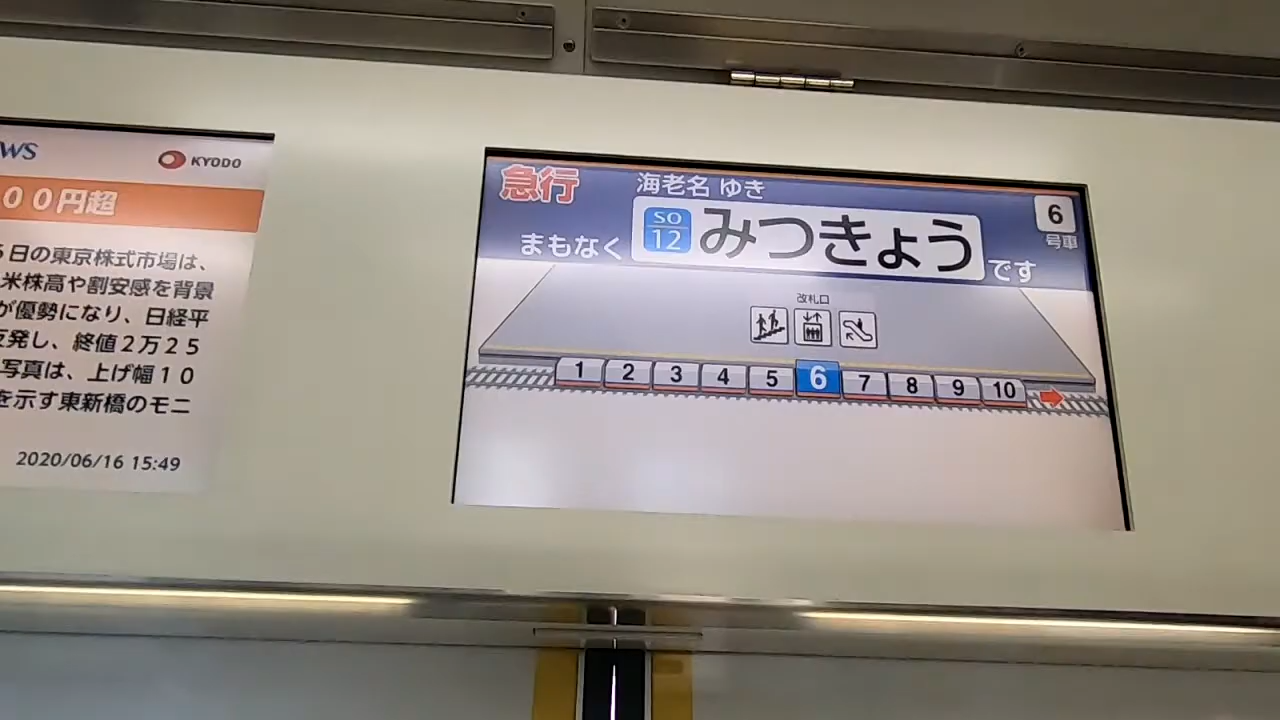 WS
KYODO
００円超
日の東京株式市場は、
米株高や割安感を背景
が優勢になり、日経平
発し、終値２万２５
写真は、上げ幅１０
を示す東新橋のモニ
2020/06/16 15:49
急行
海老名 ゆき
6
号車
まもなく
SO
12
みつきょう
です
改札口
1 2 3 4 5 6 7 8 9 10